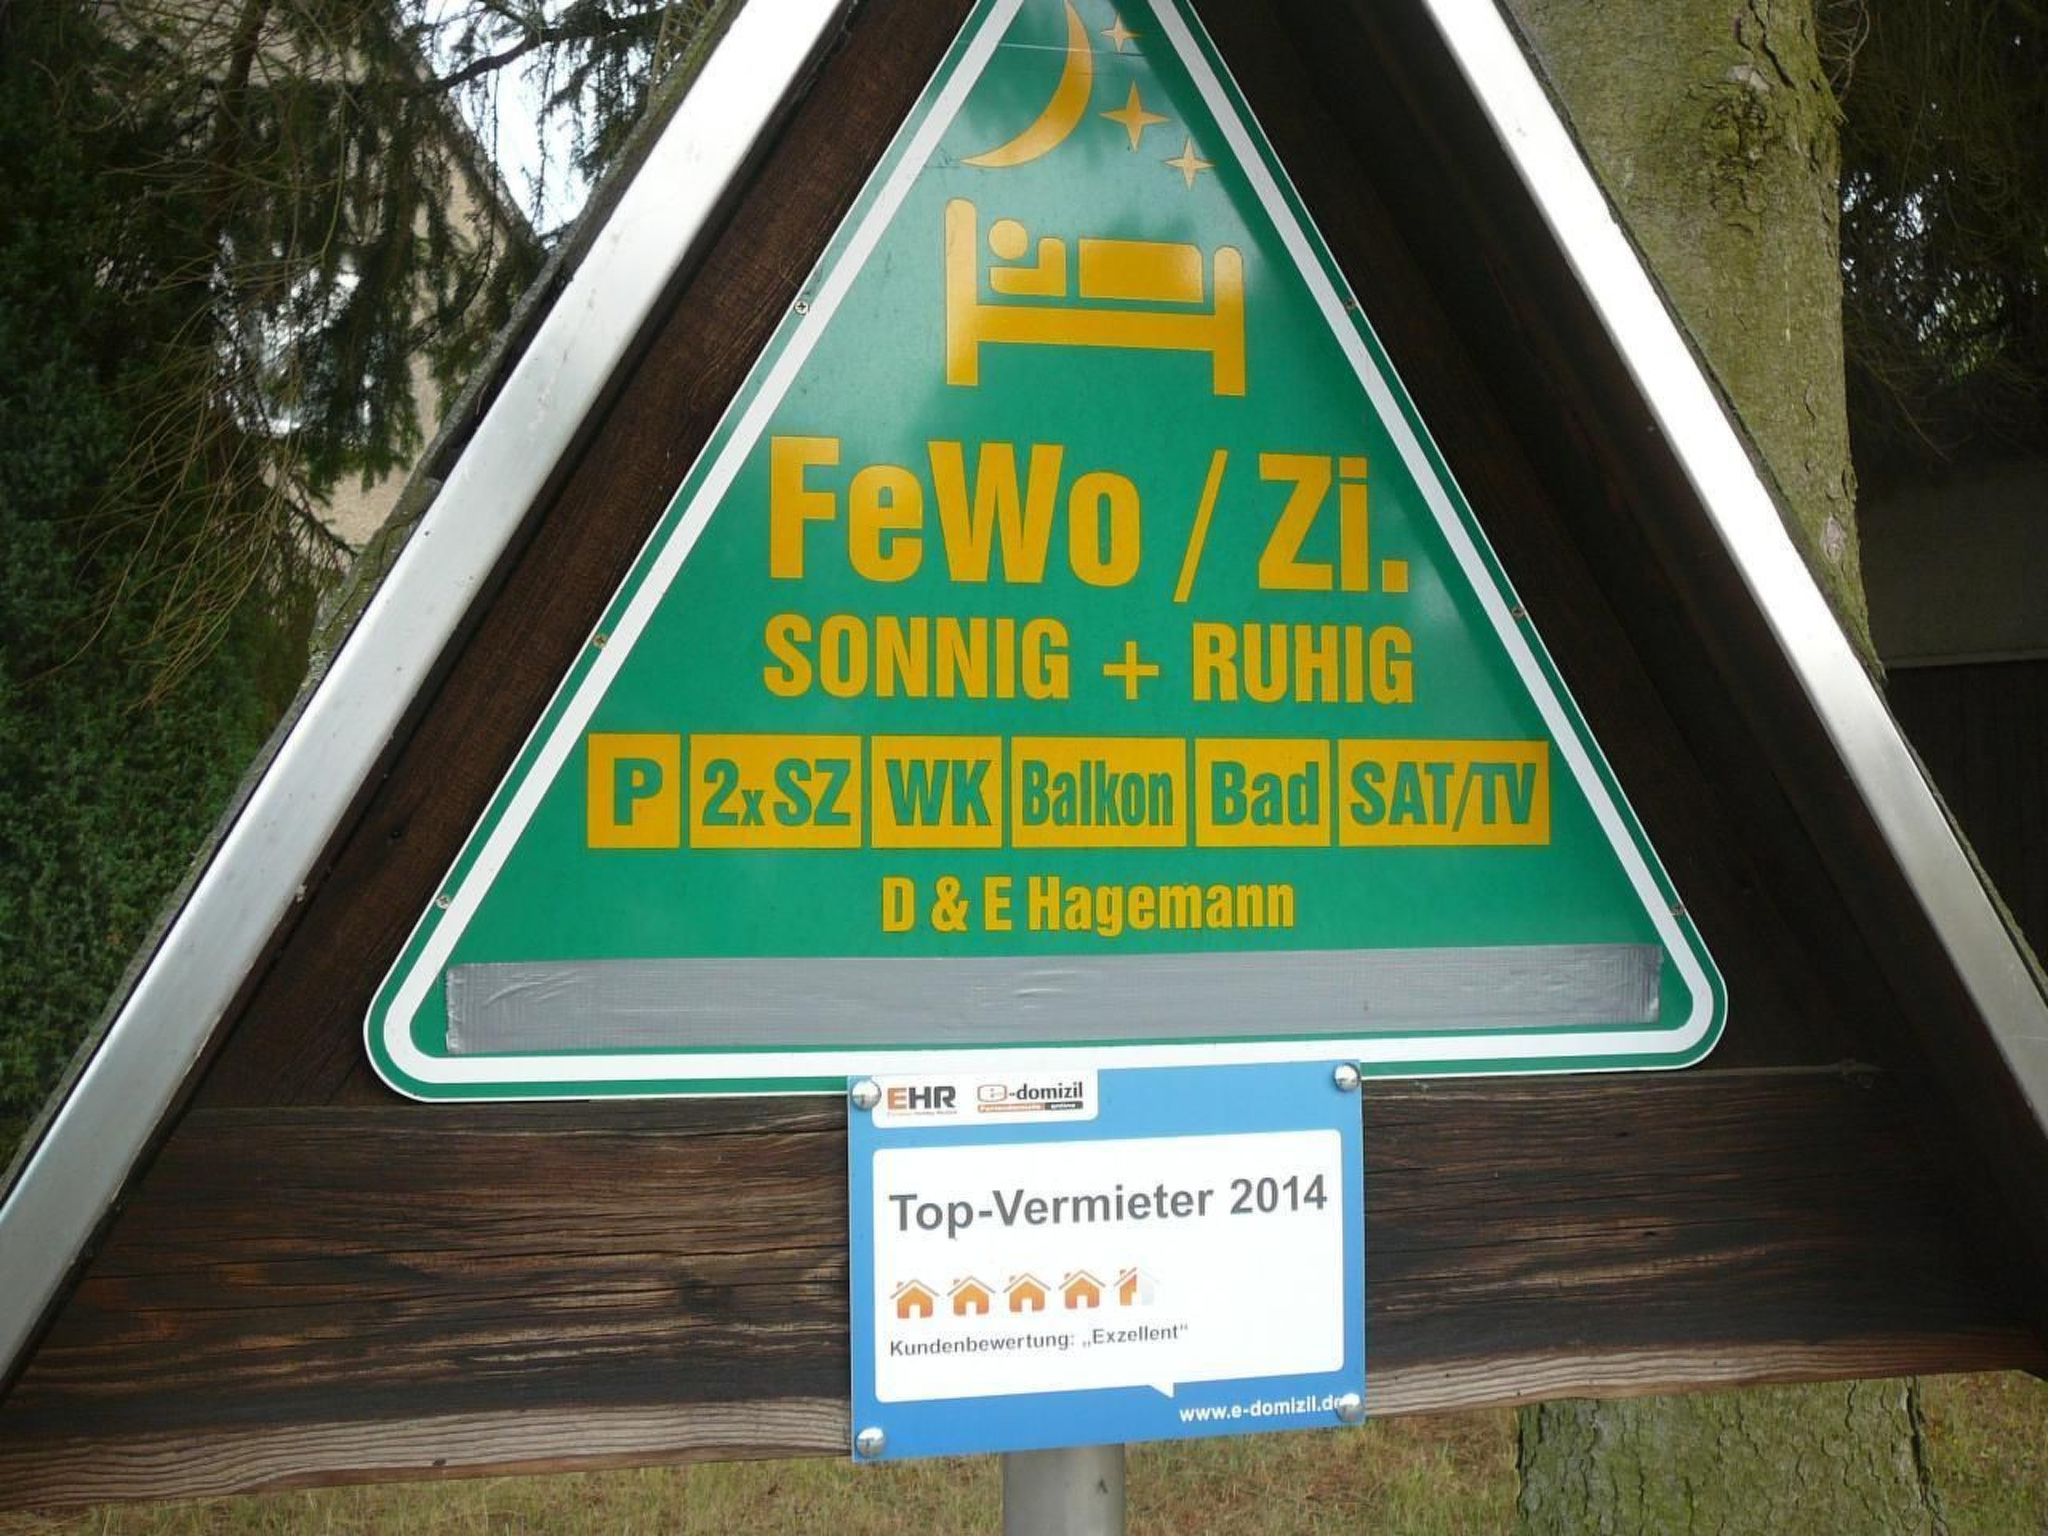 FeWo / Zi.
SONNIG + RUHIG
P 2xSZ WK Balkon Bad SAT/TV
D & E Hagemann
EHR e-domizil
Top-Vermieter 2014
Kundenbewertung: „Exzellent“
www.e-domizil.de